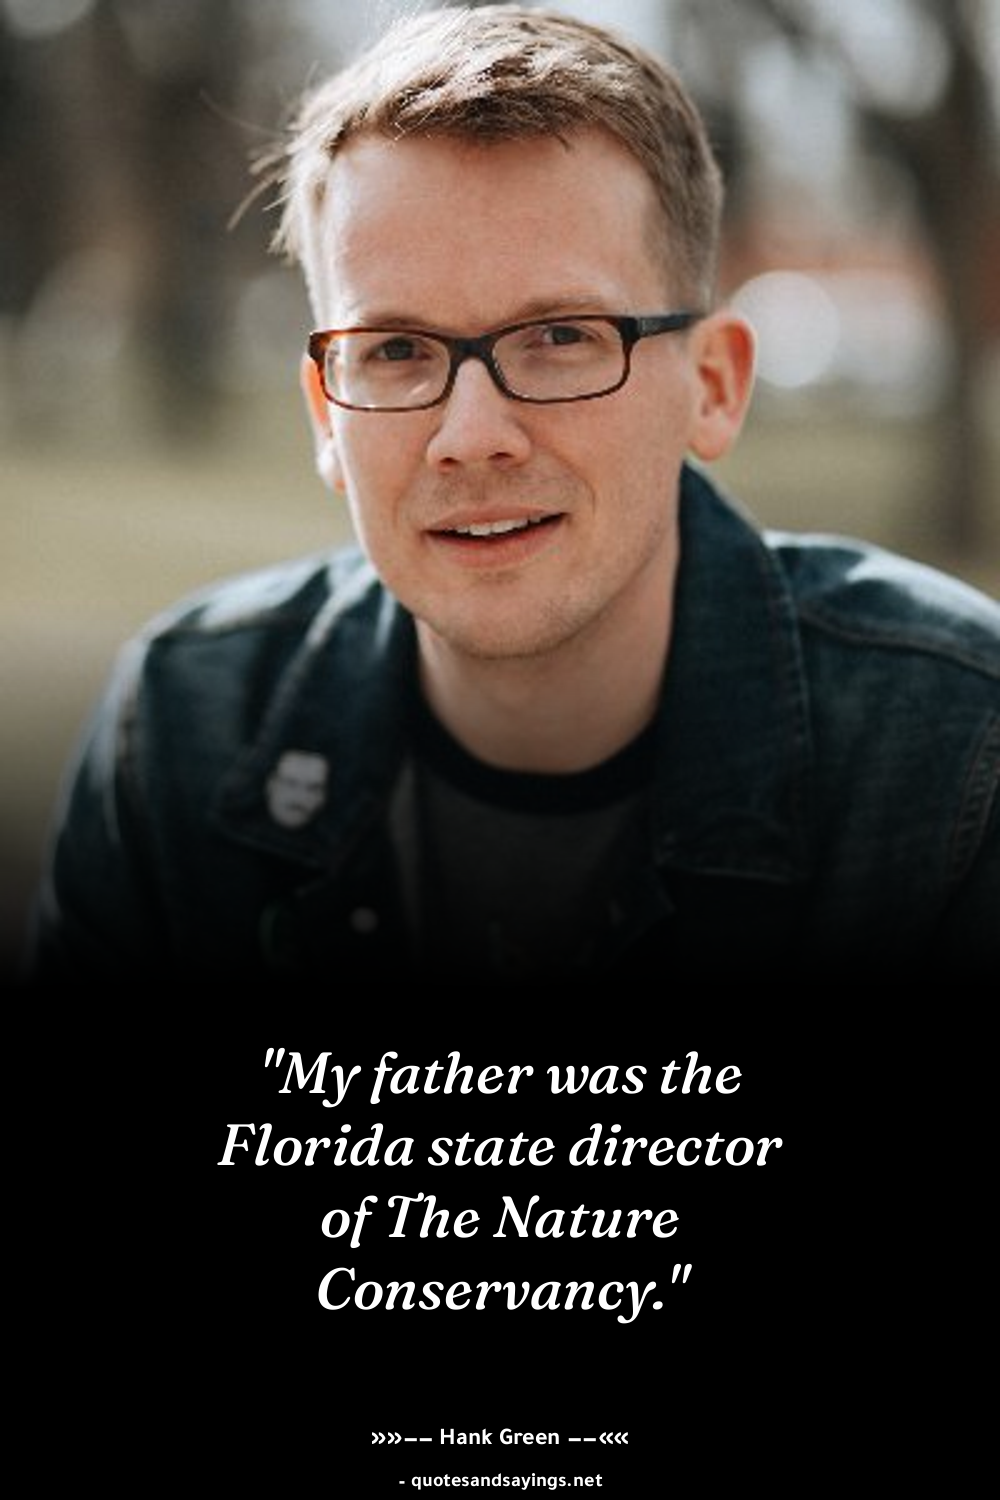 "My father was the
Florida state director
of The Nature
Conservancy."
»»−− Hank Green −−««
- quotesandsayings.net